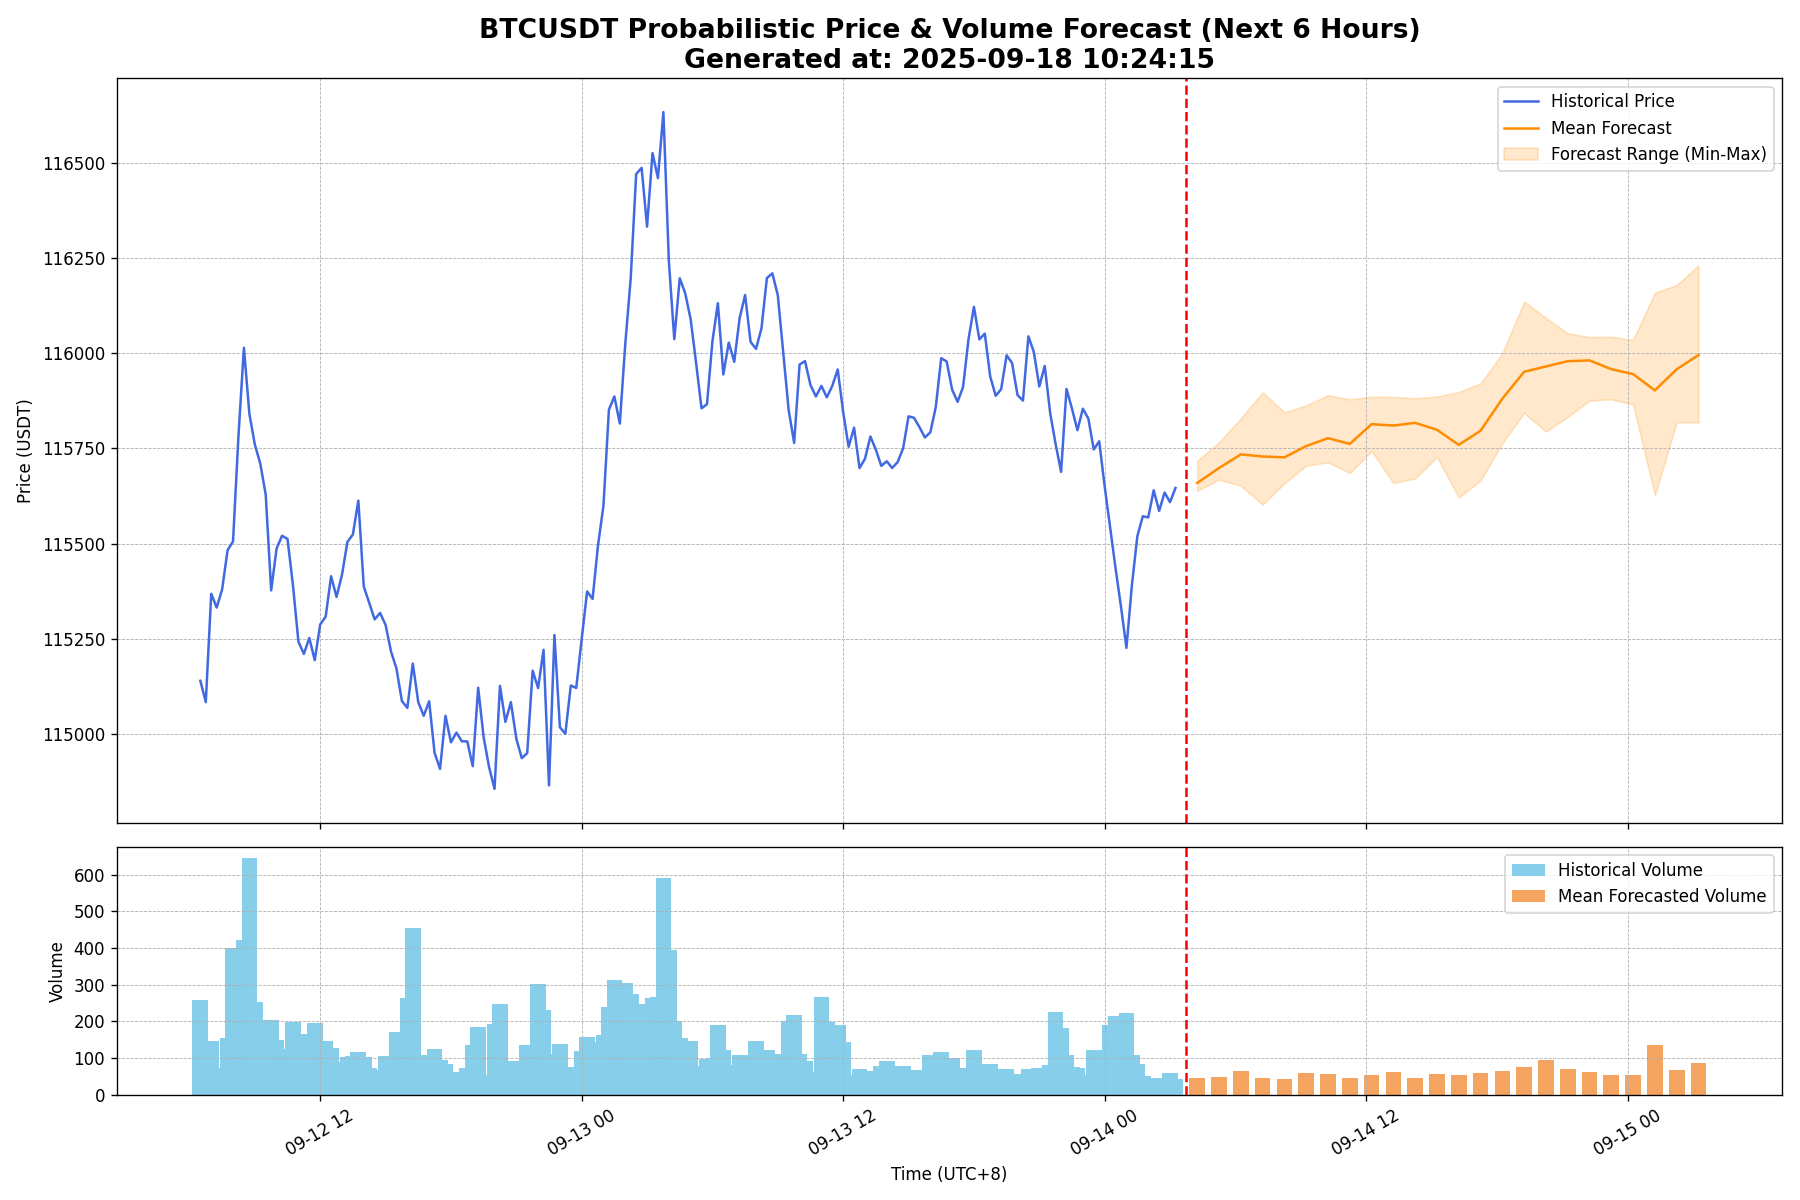 BTCUSDT Probabilistic Price & Volume Forecast (Next 6 Hours)
Generated at: 2025-09-18 10:24:15
Historical Price
Mean Forecast
Forecast Range (Min-Max)
116500
116250
116000
115750
115500
115250
115000
Price (USDT)
Historical Volume
Mean Forecasted Volume
600
500
400
300
200
100
0
Volume
09-12 12
09-13 00
09-13 12
09-14 00
09-14 12
09-15 00
Time (UTC+8)